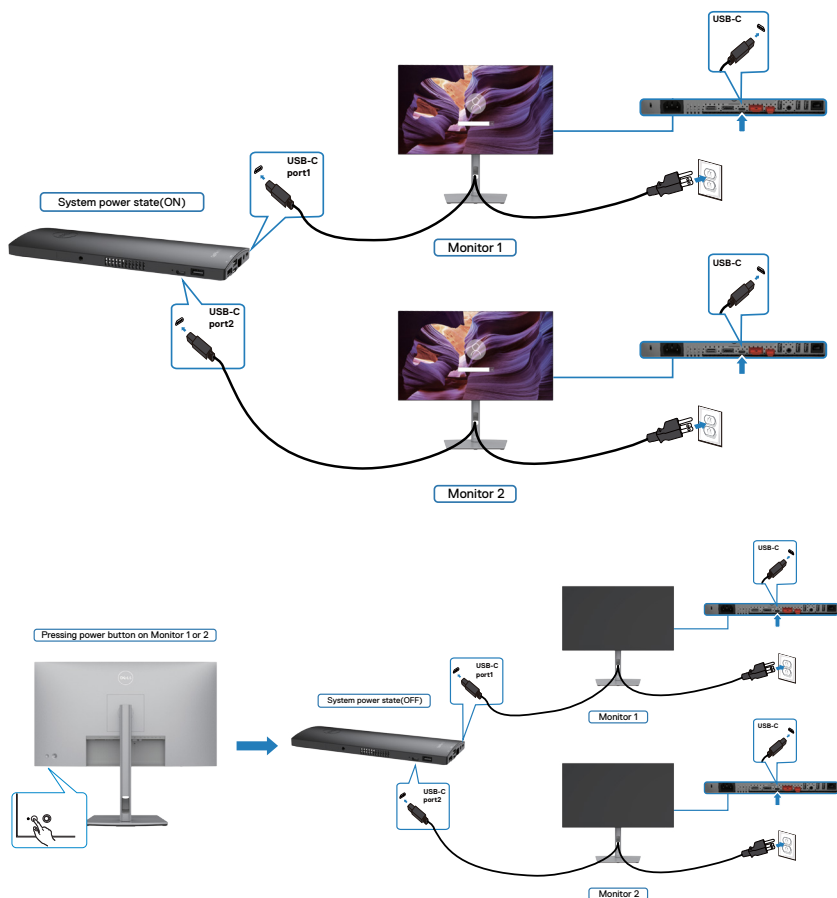 USB-C
USB-C
port1
System power state(ON)
Monitor 1
USB-C
USB-C
port2
Monitor 2
USB-C
Pressing power button on Monitor 1 or 2
DELL
USB-C
port1
System power state(OFF)
Monitor 1
USB-C
USB-C
port2
Monitor 2